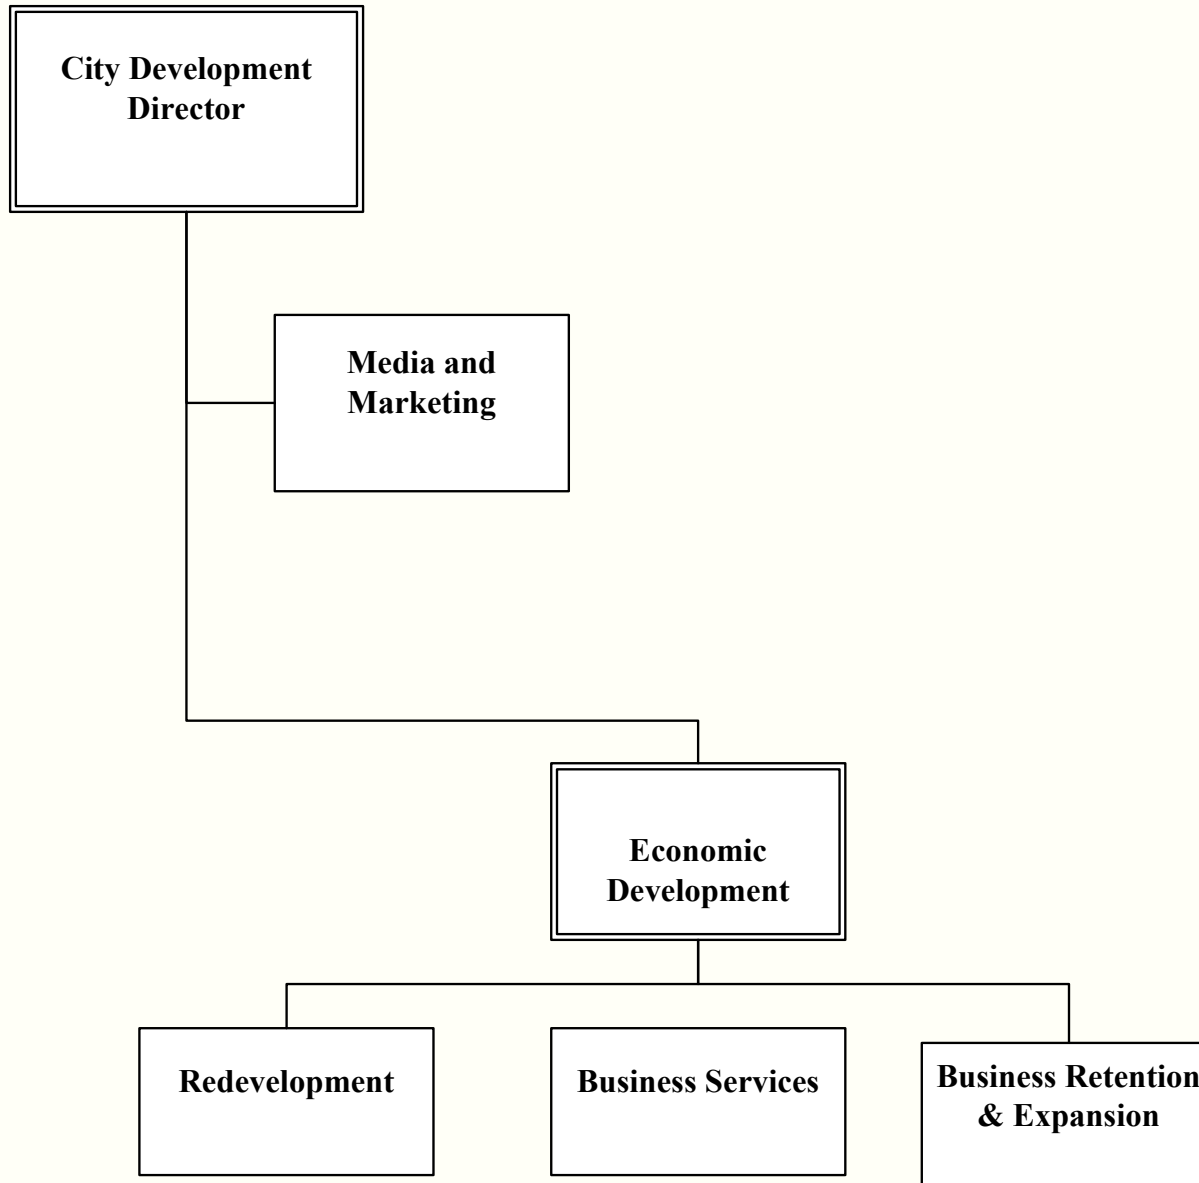 City Development
Director
Media and
Marketing
Economic
Development
Redevelopment
Business Services
Business Retention
& Expansion